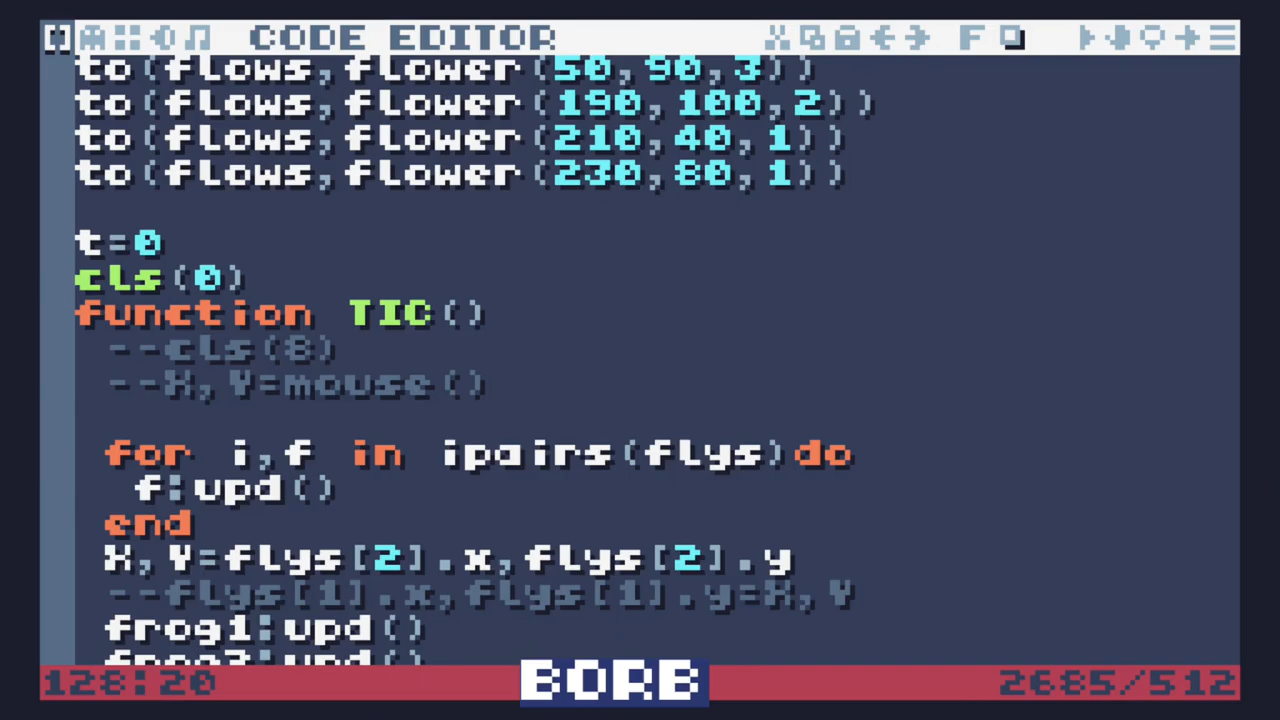 CODE EDITOR F
to(flows,flower(50,90,3))
to(flows,flower(190,100,2))
to(flows,flower(210,40,1))
to(flows,flower(230,80,1))
t=0
cls(0)
function TIC()
--cls(8)
--X,Y=mouse()
for i,f in ipairs(flys)do
f:upd()
end
X,Y=flys[2].x,flys[2].y
--flys[1].x,flys[1].y=X,Y
frog1:upd()
frog2:upd()
128:20 BORB 2685/512